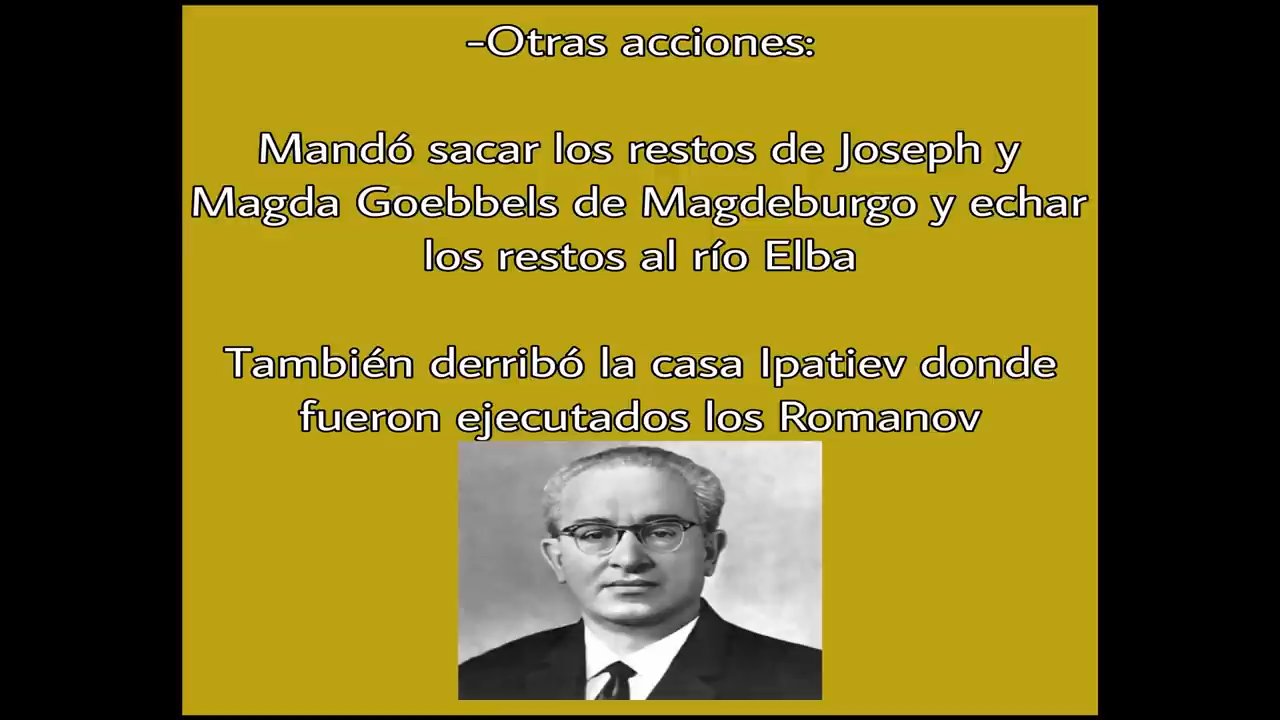 -Otras acciones:
Mandó sacar los restos de Joseph y
Magda Goebbels de Magdeburgo y echar
los restos al río Elba
También derribó la casa Ipatiev donde
fueron ejecutados los Romanov